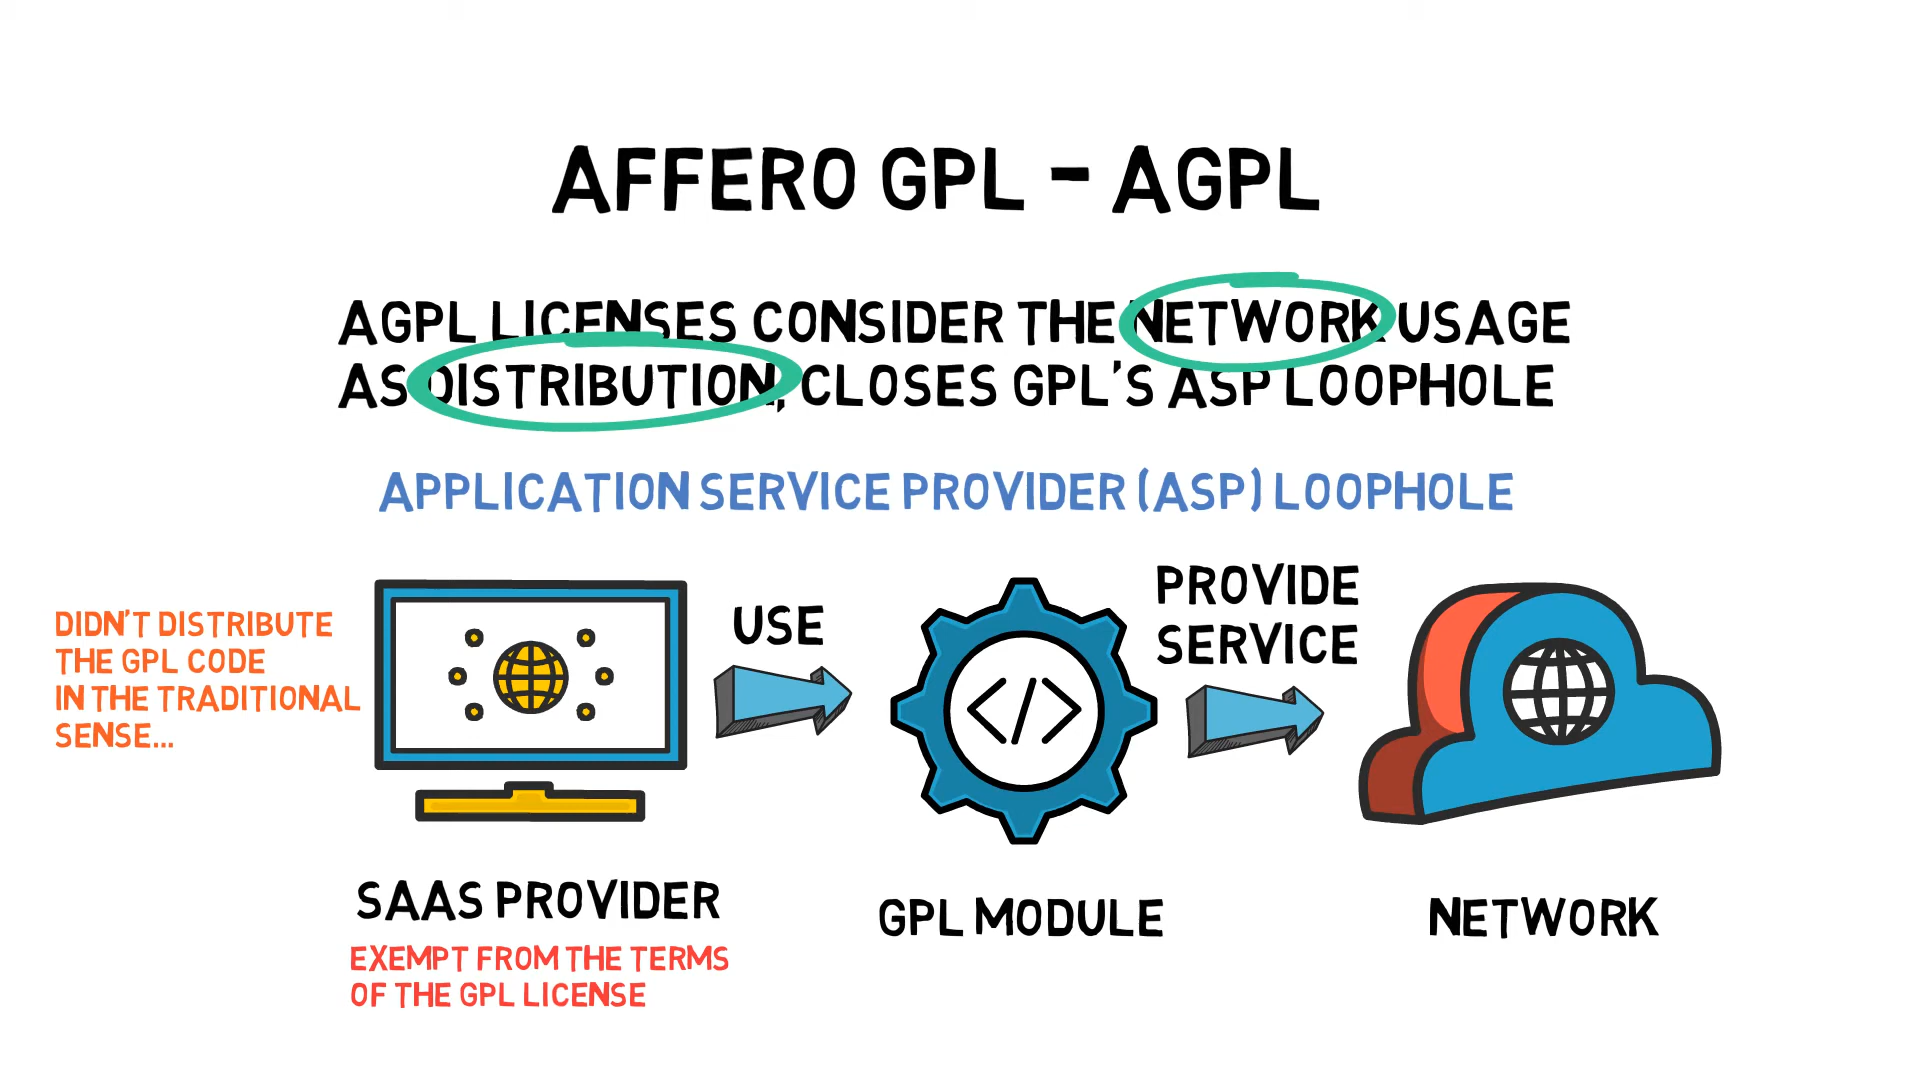 AFFERO GPL - AGPL
AGPL LICENSES CONSIDER THE NETWORK USAGE
AS DISTRIBUTION, CLOSES GPL'S ASP LOOPHOLE
APPLICATION SERVICE PROVIDER (ASP) LOOPHOLE
DIDN'T DISTRIBUTE
THE GPL CODE
IN THE TRADITIONAL
SENSE...
USE
</>
PROVIDE
SERVICE
SAAS PROVIDER
EXEMPT FROM THE TERMS
OF THE GPL LICENSE
GPL MODULE
NETWORK